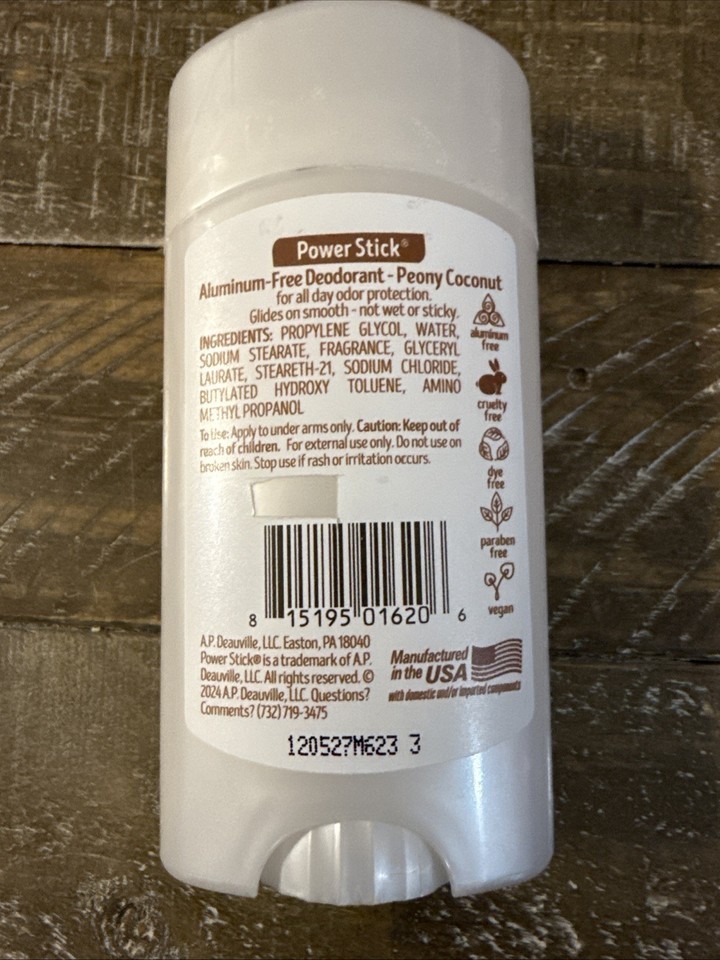 Power Stick®
Aluminum-Free Deodorant - Peony Coconut
for all day odor protection.
Glides on smooth - not wet or sticky.
INGREDIENTS: PROPYLENE GLYCOL, WATER,
SODIUM STEARATE, FRAGRANCE, GLYCERYL
LAURATE, STEARETH-21, SODIUM CHLORIDE,
BUTYLATED HYDROXY TOLUENE, AMINO
METHYL PROPANOL
To Use: Apply to under arms only. Caution: Keep out of
reach of children. For external use only. Do not use on
broken skin. Stop use if rash or irritation occurs.
aluminum
free
cruelty
free
dye
free
paraben
free
vegan
8 15195 01620 6
A.P. Deauville, LLC. Easton, PA 18040
Power Stick® is a trademark of A.P.
Deauville, LLC. All rights reserved. ©
2024 A.P. Deauville, LLC. Questions?
Comments? (732) 719-3475
Manufactured
in the USA
with domestic and/or imported components
120527M623 3